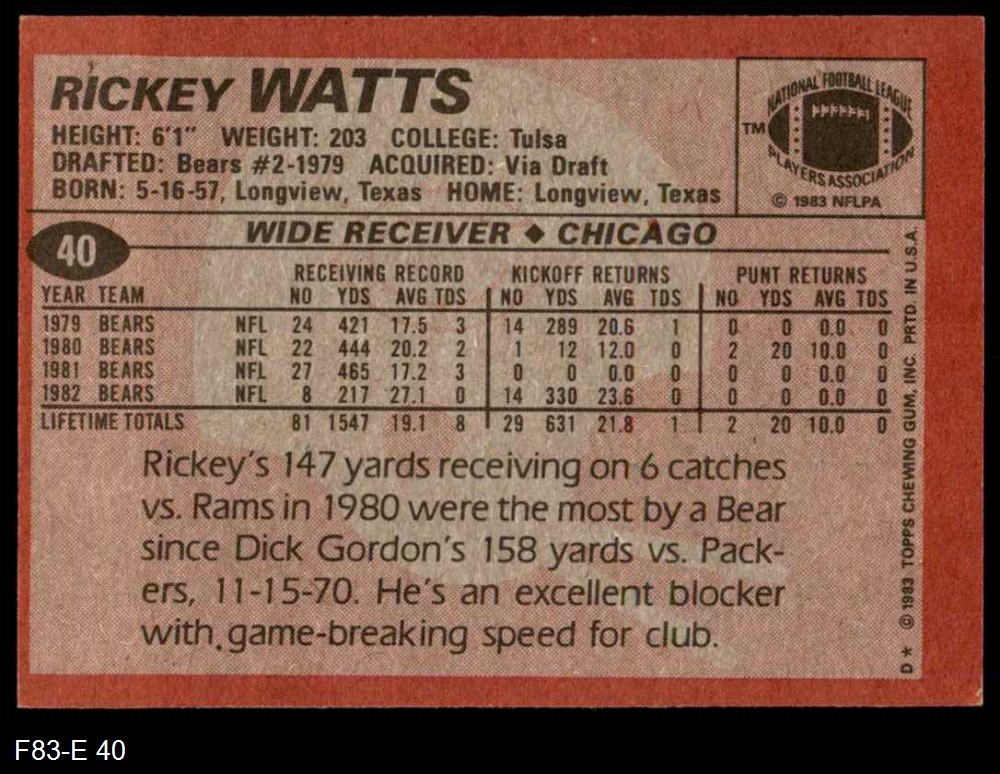 RICKEY WATTS
HEIGHT: 6'1" WEIGHT: 203 COLLEGE: Tulsa
DRAFTED: Bears #2-1979 ACQUIRED: Via Draft
BORN: 5-16-57, Longview, Texas HOME: Longview, Texas
NATIONAL FOOTBALL LEAGUE
TM
PLAYERS ASSOCIATION
© 1983 NFLPA
40
WIDE RECEIVER ♦ CHICAGO
RECEIVING RECORD KICKOFF RETURNS PUNT RETURNS
YEAR TEAM NO YDS AVG TDS NO YDS AVG TDS NO YDS AVG TDS
1979 BEARS NFL 24 421 17.5 3 14 289 20.6 1 0 0 0.0 0
1980 BEARS NFL 22 444 20.2 2 1 12 12.0 0 2 20 10.0 0
1981 BEARS NFL 27 465 17.2 3 0 0 0.0 0 0 0 0.0 0
1982 BEARS NFL 8 217 27.1 0 14 330 23.6 0 0 0 0.0 0
LIFETIME TOTALS 81 1547 19.1 8 29 631 21.8 1 2 20 10.0 0
Rickey's 147 yards receiving on 6 catches
vs. Rams in 1980 were the most by a Bear
since Dick Gordon's 158 yards vs. Pack-
ers, 11-15-70. He's an excellent blocker
with game-breaking speed for club.
D* © 1983 TOPPS CHEWING GUM, INC. PRTD. IN U.S.A.
F83-E 40